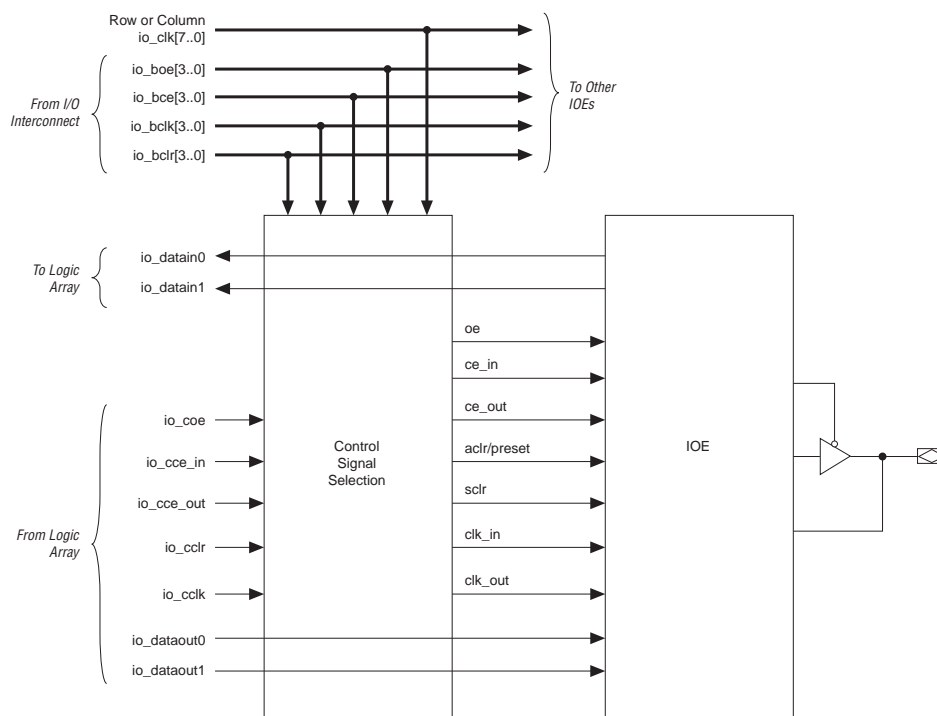 Row or Column
io_clk[7..0]
io_boe[3..0]
From I/O
Interconnect
io_bce[3..0]
io_bclk[3..0]
io_bclr[3..0]
To Other
IOEs
To Logic
Array
io_datain0
io_datain1
oe
ce_in
ce_out
aclr/preset
sclr
clk_in
clk_out
Control
Signal
Selection
IOE
From Logic
Array
io_coe
io_cce_in
io_cce_out
io_cclr
io_cclk
io_dataout0
io_dataout1